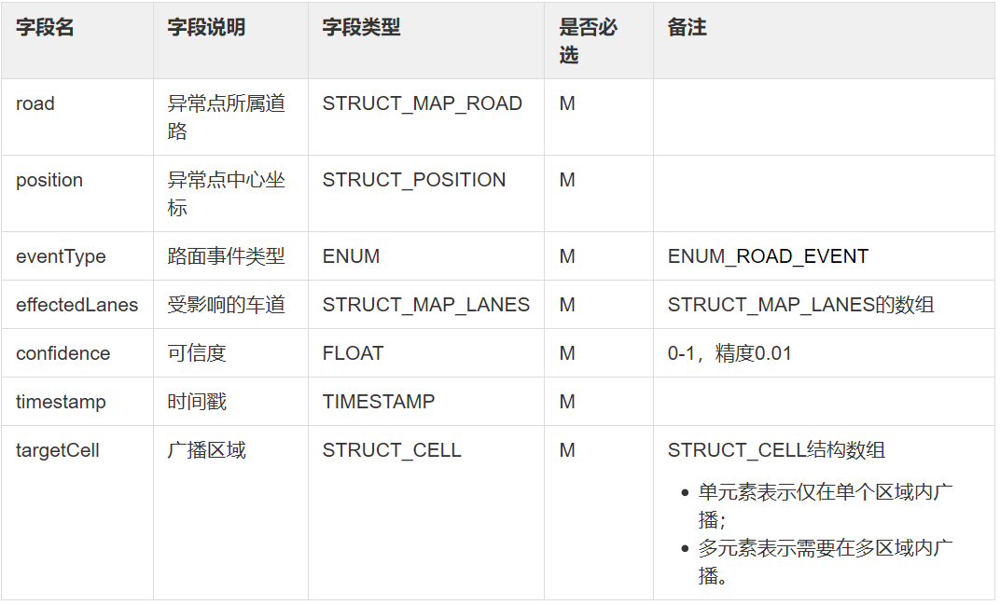 字段名 字段说明 字段类型 是否必
选 备注
road 异常点所属道
路 STRUCT_MAP_ROAD M
position 异常点中心坐
标 STRUCT_POSITION M
eventType 路面事件类型 ENUM M ENUM_ROAD_EVENT
effectedLanes 受影响的车道 STRUCT_MAP_LANES M STRUCT_MAP_LANES的数组
confidence 可信度 FLOAT M 0-1，精度0.01
timestamp 时间戳 TIMESTAMP M
targetCell 广播区域 STRUCT_CELL M STRUCT_CELL结构数组
• 单元素表示仅在单个区域内广
播；
• 多元素表示需要在多区域内广
播。